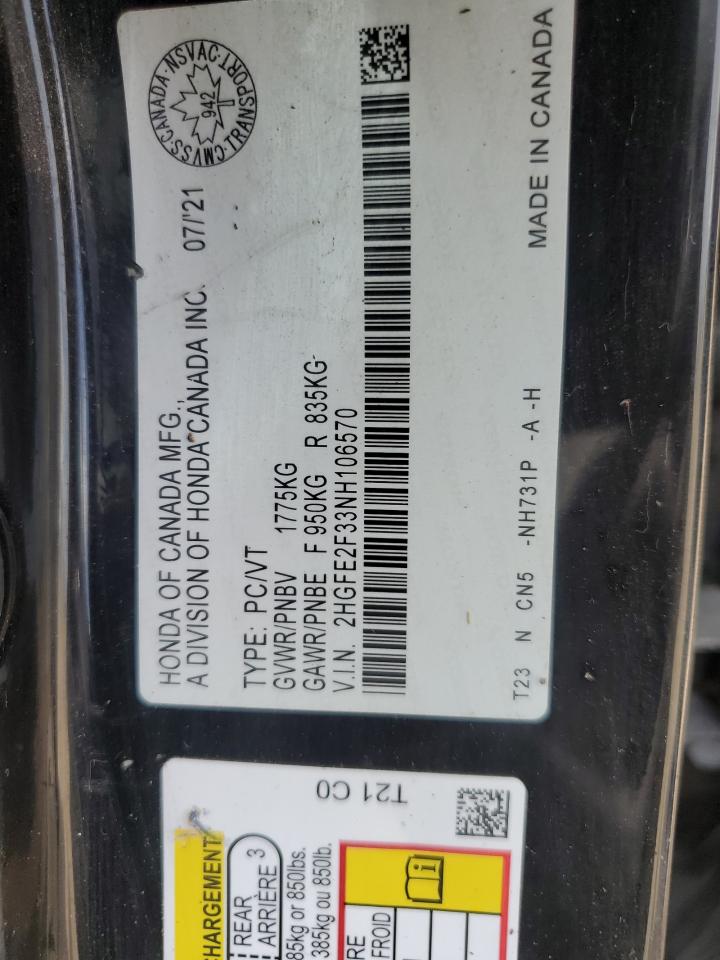 HONDA OF CANADA MFG.,
A DIVISION OF HONDA CANADA INC. 07/'21
CMVSS·CANADA·NSVAC·TRANSPORT
942
TYPE: PC/VT
GVWR/PNBV 1775KG
GAWR/PNBE F 950KG R 835KG
V.I.N. 2HGFE2F33NH106570
T23 N CN5 -NH731P -A -H
MADE IN CANADA
T21 C0
CHARGEMENT
REAR
ARRIÈRE 3
85kg or 850lbs.
385kg ou 850lb.
RE
FROID